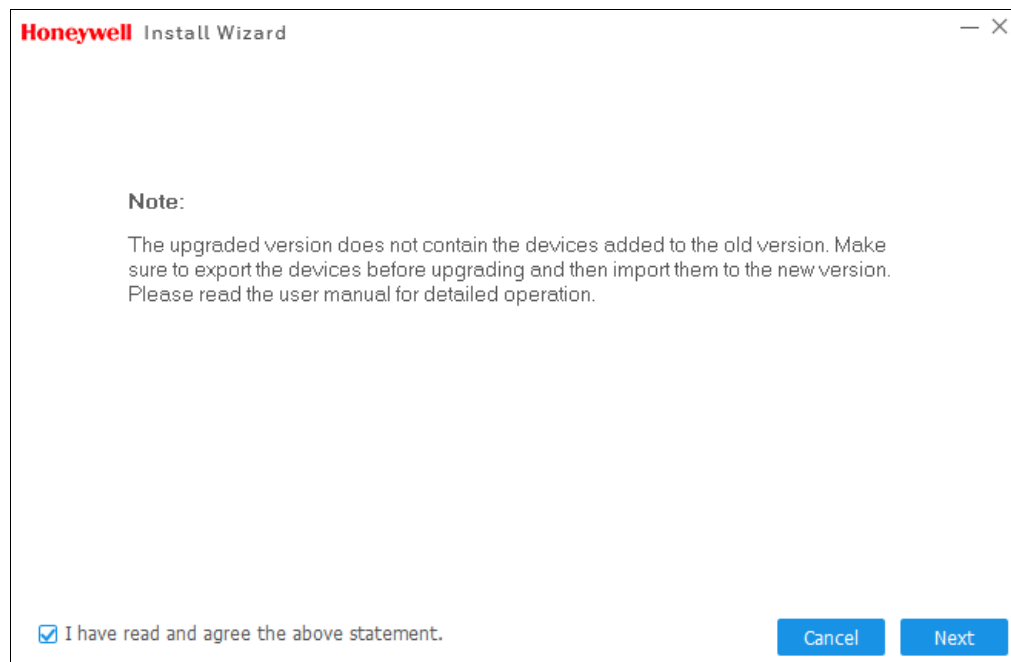 Honeywell Install Wizard
Note:
The upgraded version does not contain the devices added to the old version. Make
sure to export the devices before upgrading and then import them to the new version.
Please read the user manual for detailed operation.
I have read and agree the above statement.
Cancel Next